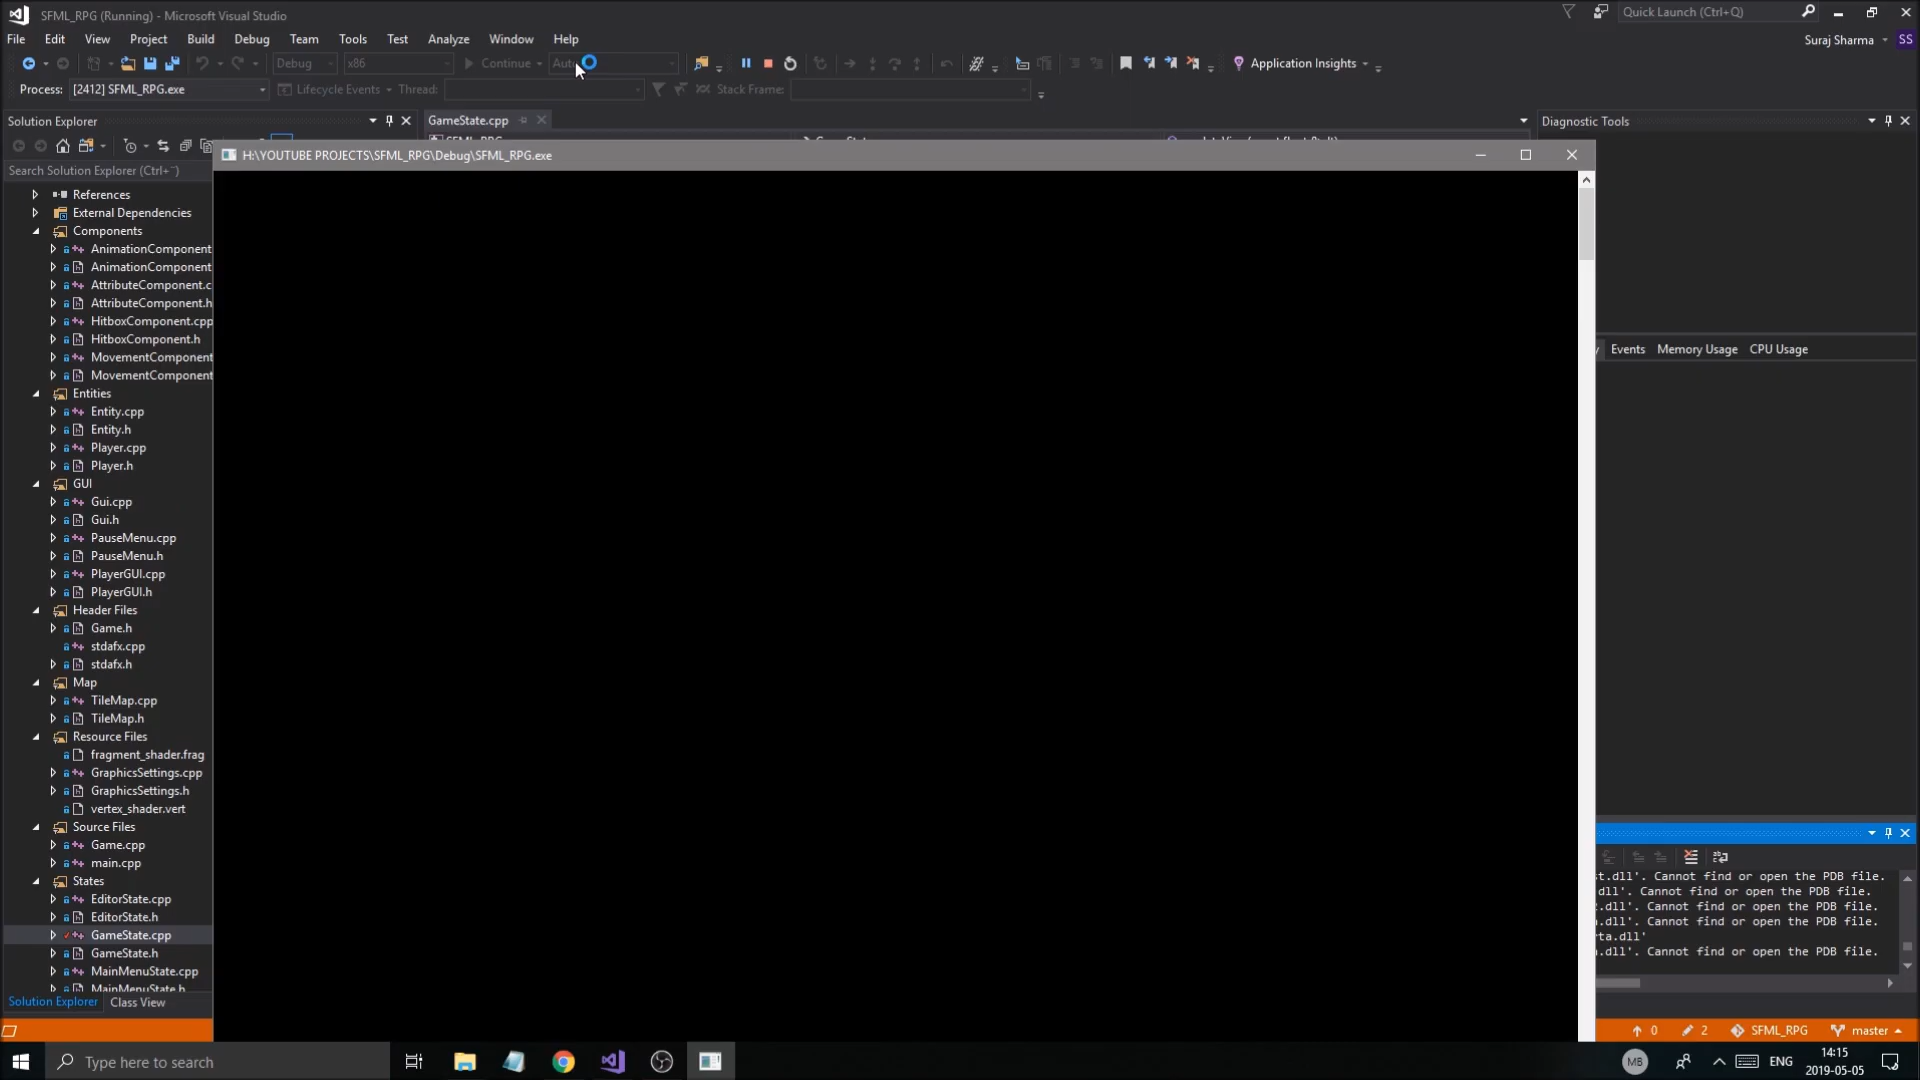 SFML_RPG (Running) - Microsoft Visual Studio
Quick Launch (Ctrl+Q)
File Edit View Project Build Debug Team Tools Test Analyze Window Help
Suraj Sharma SS
Debug x86 Continue Auto Application Insights
Process: [2412] SFML_RPG.exe Lifecycle Events Thread: Stack Frame:
Solution Explorer
GameState.cpp
Diagnostic Tools
H:\YOUTUBE PROJECTS\SFML_RPG\Debug\SFML_RPG.exe
Search Solution Explorer (Ctrl+¨)
References
External Dependencies
Components
AnimationComponent
AnimationComponent
AttributeComponent.c
AttributeComponent.h
HitboxComponent.cpp
HitboxComponent.h
MovementComponent
MovementComponent
Entities
Entity.cpp
Entity.h
Player.cpp
Player.h
GUI
Gui.cpp
Gui.h
PauseMenu.cpp
PauseMenu.h
PlayerGUI.cpp
PlayerGUI.h
Header Files
Game.h
stdafx.cpp
stdafx.h
Map
TileMap.cpp
TileMap.h
Resource Files
fragment_shader.frag
GraphicsSettings.cpp
GraphicsSettings.h
vertex_shader.vert
Source Files
Game.cpp
main.cpp
States
EditorState.cpp
EditorState.h
GameState.cpp
GameState.h
MainMenuState.cpp
MainMenuState.h
Solution Explorer Class View
Events Memory Usage CPU Usage
st.dll'. Cannot find or open the PDB file.
dll'. Cannot find or open the PDB file.
.dll'. Cannot find or open the PDB file.
.dll'. Cannot find or open the PDB file.
rta.dll'
.dll'. Cannot find or open the PDB file.
0 2 SFML_RPG master
Type here to search
MB
ENG
14:15
2019-05-05